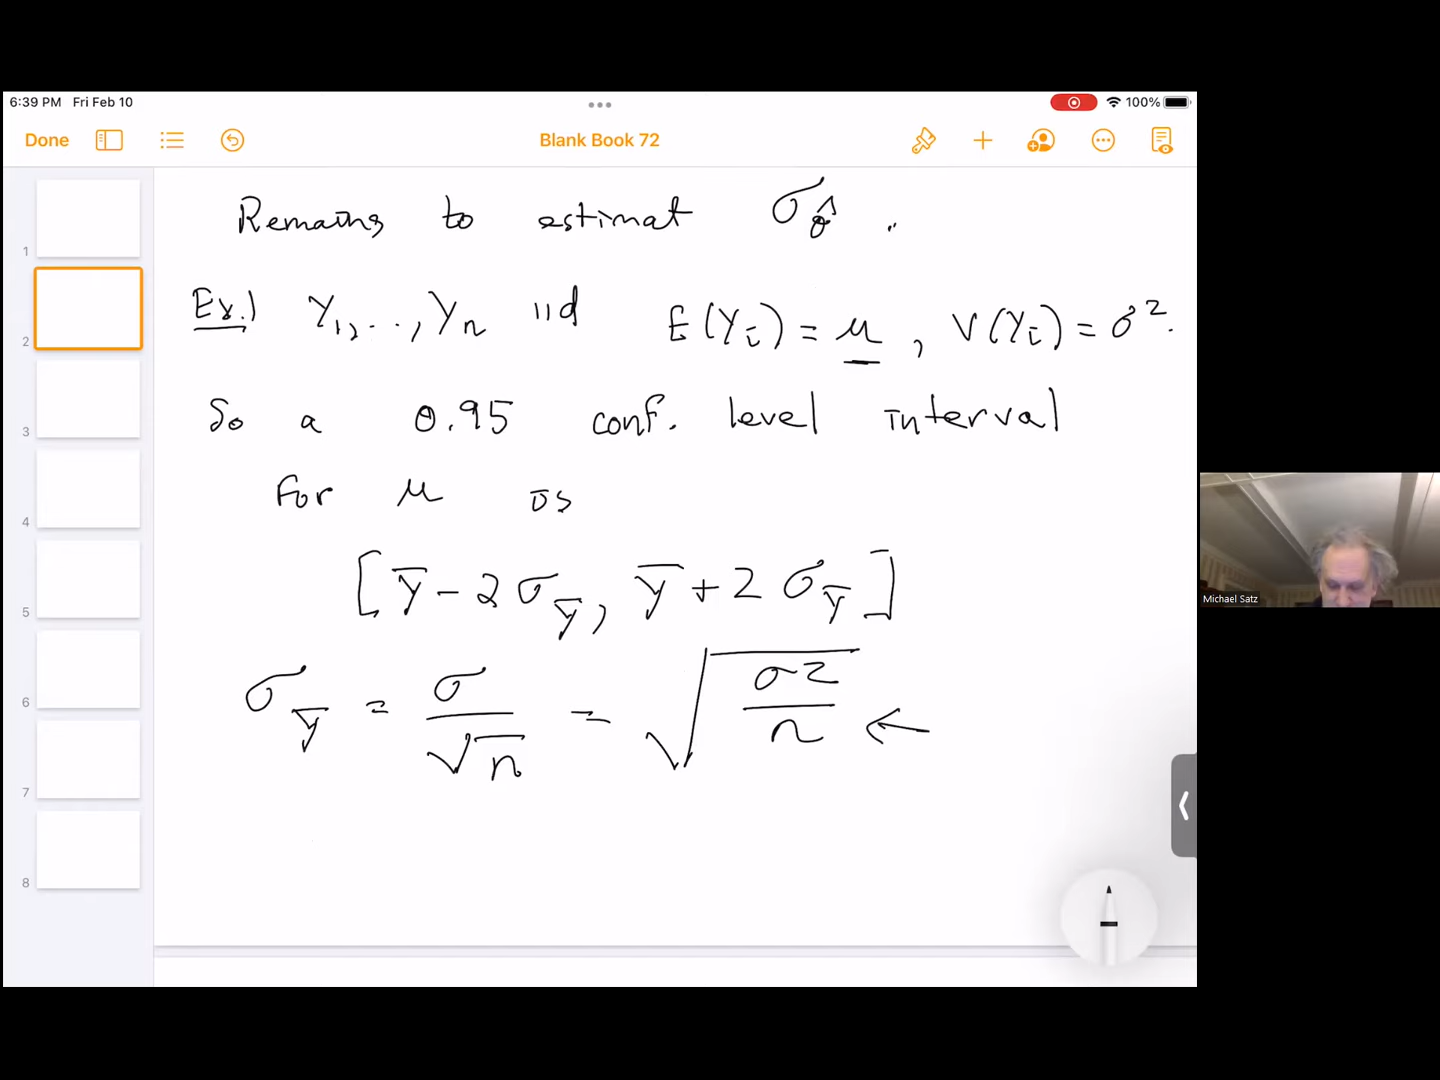 6:39 PM Fri Feb 10
100%
Done
Blank Book 72
Remains to estimat σ_θ̂ .
Ex.) Y₁,..., Yₙ iid E(Yᵢ) = μ , V(Yᵢ) = σ².
So a 0.95 conf. level interval
for μ is
[ȳ - 2σ_ȳ, ȳ + 2σ_ȳ]
σ_ȳ = σ/√n = √(σ²/n) ←
1
2
3
4
5
6
7
8
Michael Satz